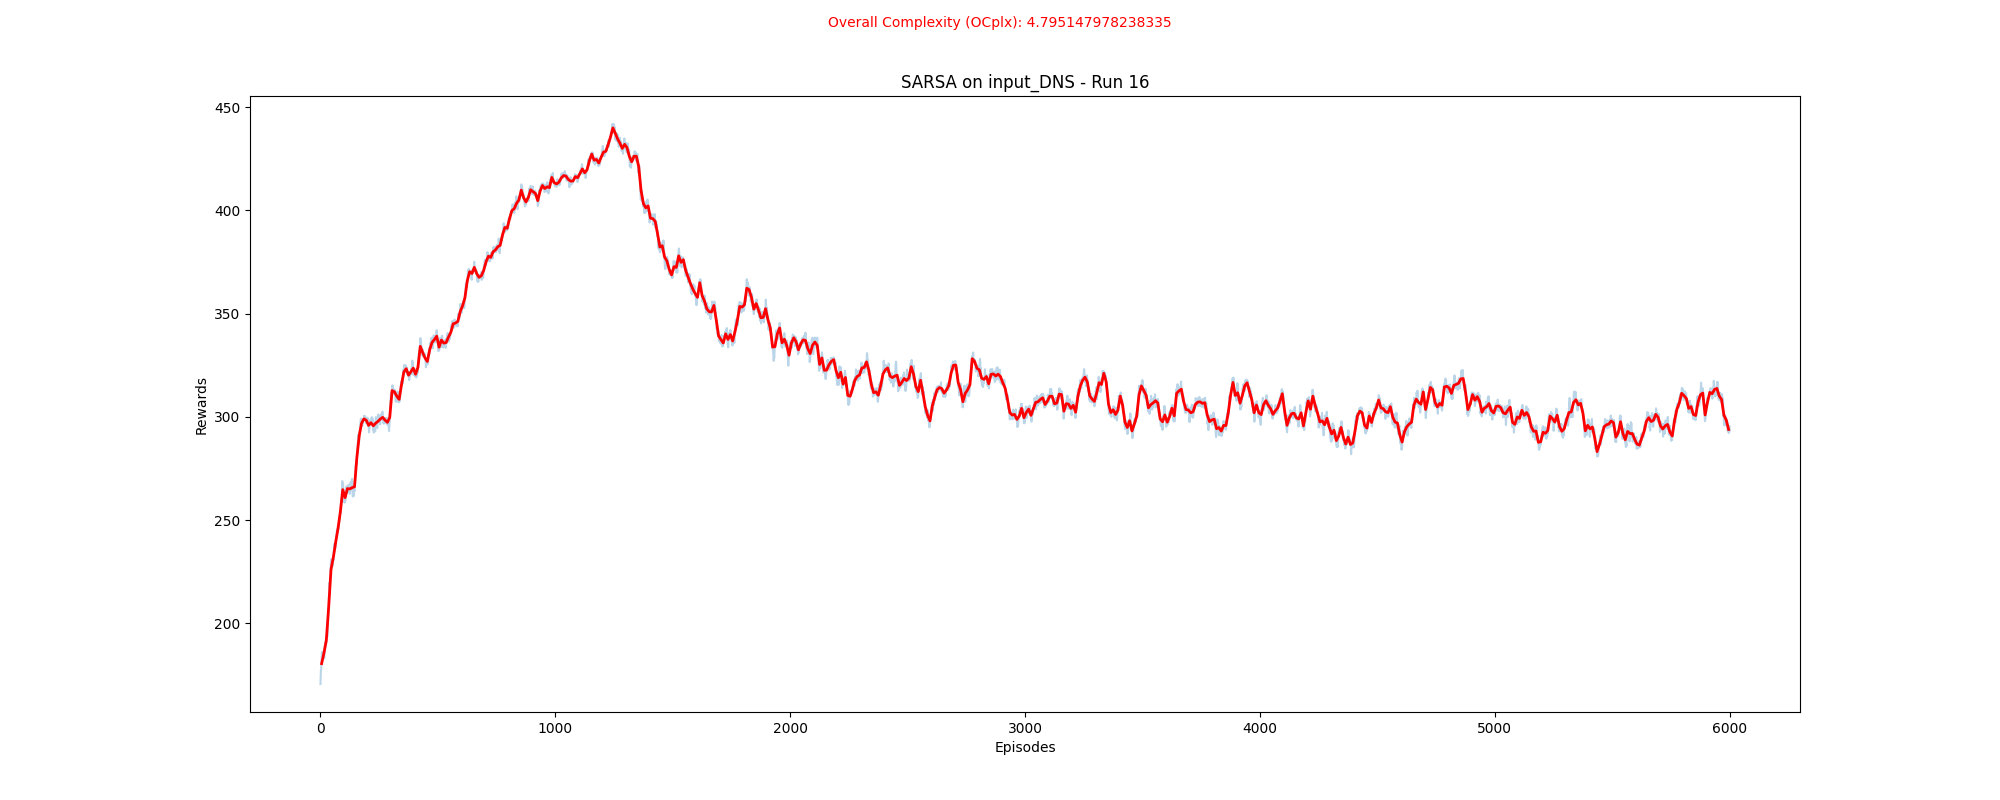 Overall Complexity (OCplx): 4.795147978238335
SARSA on input_DNS - Run 16
450
400
350
300
250
200
Rewards
0 1000 2000 3000 4000 5000 6000
Episodes